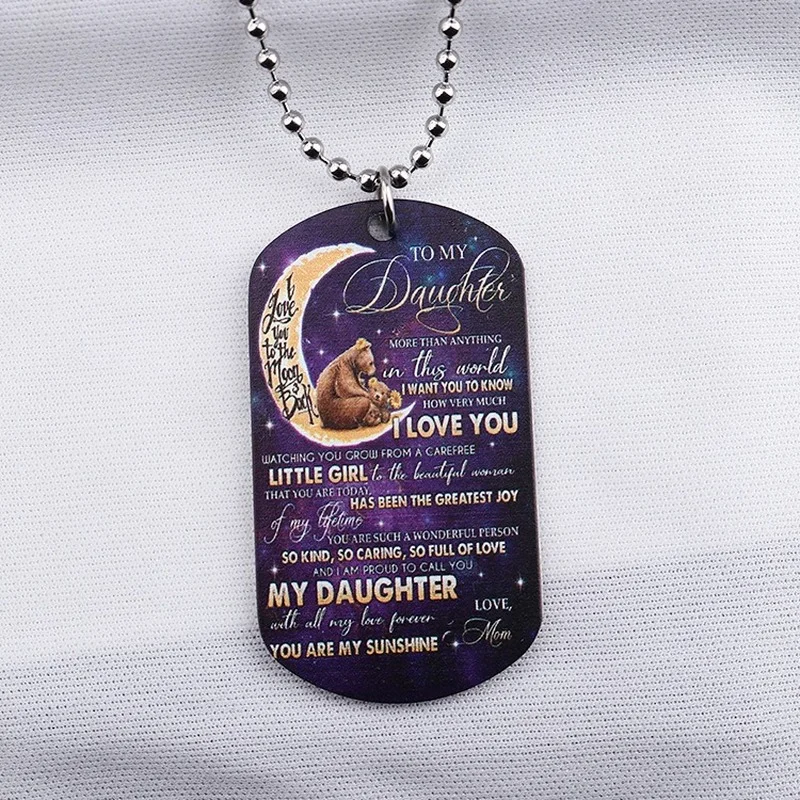 I
Love
You
to the
Moon
&
Back
TO MY
Daughter
MORE THAN ANYTHING
in this world
I WANT YOU TO KNOW
HOW VERY MUCH
I LOVE YOU
WATCHING YOU GROW FROM A CAREFREE
LITTLE GIRL to the beautiful woman
THAT YOU ARE TODAY,
HAS BEEN THE GREATEST JOY
of my lifetime
YOU ARE SUCH A WONDERFUL PERSON
SO KIND, SO CARING, SO FULL OF LOVE
AND I AM PROUD TO CALL YOU
MY DAUGHTER
with all my love forever
LOVE,
Mom
YOU ARE MY SUNSHINE